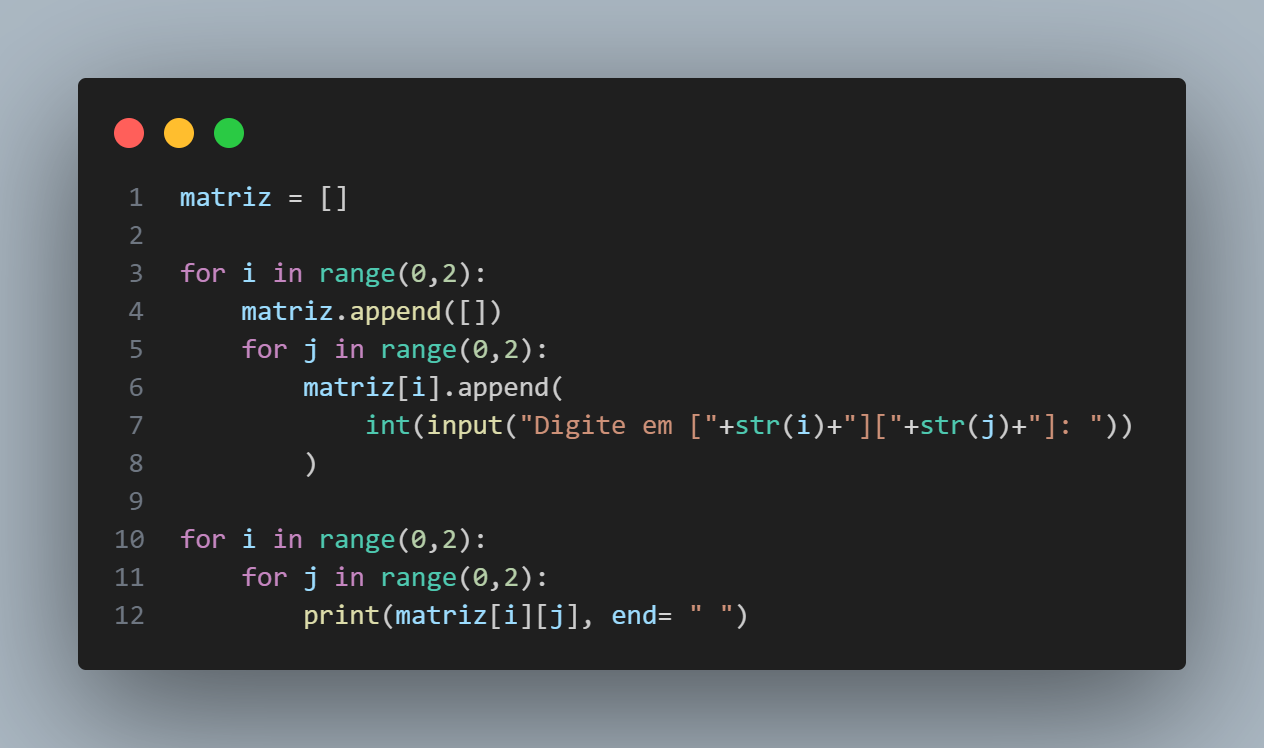 1 matriz = []
2
3 for i in range(0,2):
4     matriz.append([])
5     for j in range(0,2):
6         matriz[i].append(
7             int(input("Digite em ["+str(i)+"]["+str(j)+"]: "))
8         )
9
10 for i in range(0,2):
11     for j in range(0,2):
12         print(matriz[i][j], end= " ")